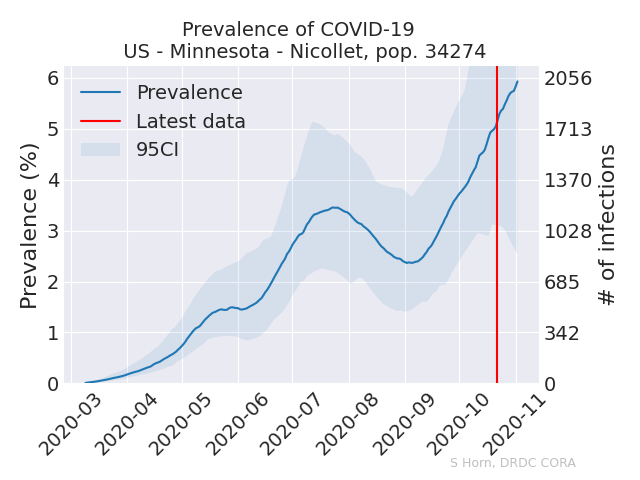 Prevalence of COVID-19
US - Minnesota - Nicollet, pop. 34274
Prevalence (%)
6
5
4
3
2
1
0
Prevalence
Latest data
95CI
2056
1713
1370
1028
685
342
0
# of infections
2020-03
2020-04
2020-05
2020-06
2020-07
2020-08
2020-09
2020-10
2020-11
S Horn, DRDC CORA